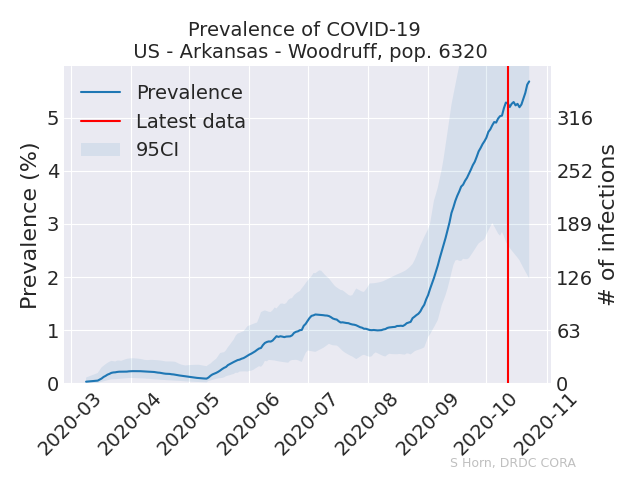 Prevalence of COVID-19
US - Arkansas - Woodruff, pop. 6320
Prevalence
Latest data
95CI
Prevalence (%)
5
4
3
2
1
0
316
252
189
126
63
0
# of infections
2020-03
2020-04
2020-05
2020-06
2020-07
2020-08
2020-09
2020-10
2020-11
S Horn, DRDC CORA